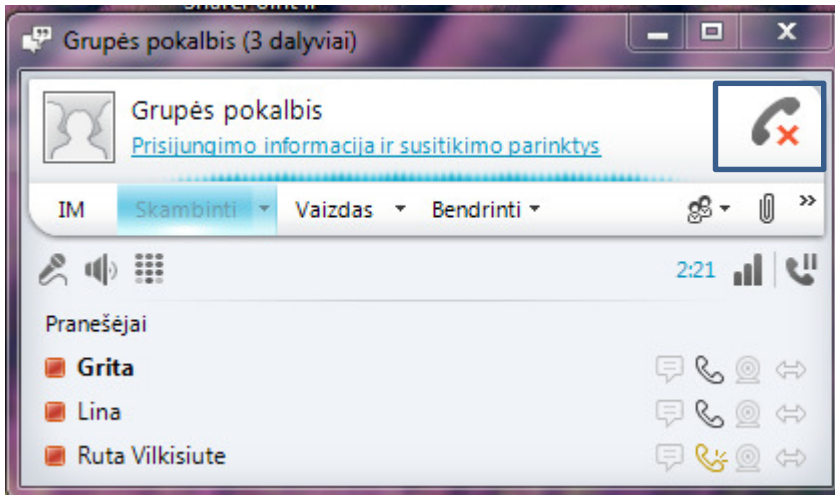 Grupės pokalbis (3 dalyviai)
Grupės pokalbis
Prisijungimo informacija ir susitikimo parinktys
IM Skambinti Vaizdas Bendrinti
2:21
Pranešėjai
Grita
Lina
Ruta Vilkisiute